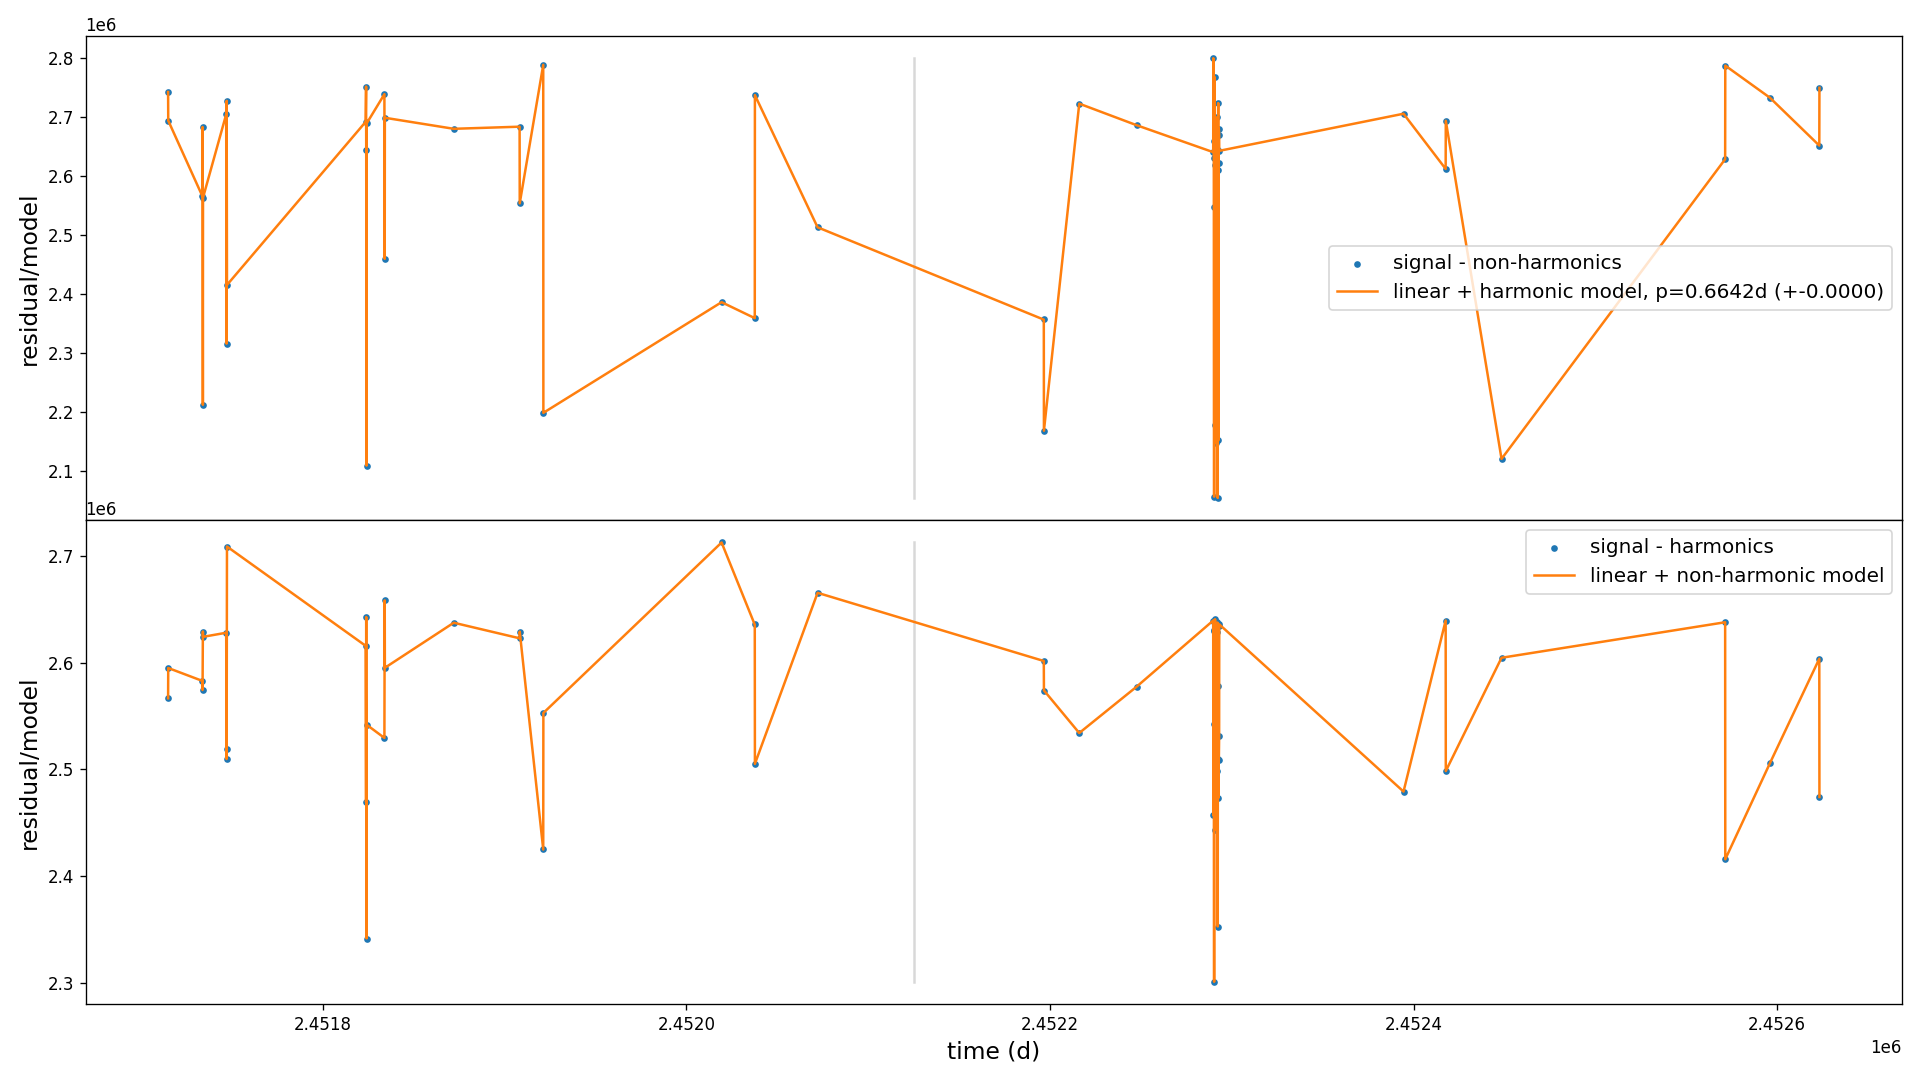 1e6
2.8
2.7
2.6
2.5
2.4
2.3
2.2
2.1
residual/model
signal - non-harmonics
linear + harmonic model, p=0.6642d (+-0.0000)
1e6
2.7
2.6
2.5
2.4
2.3
residual/model
signal - harmonics
linear + non-harmonic model
2.4518 2.4520 2.4522 2.4524 2.4526
1e6
time (d)